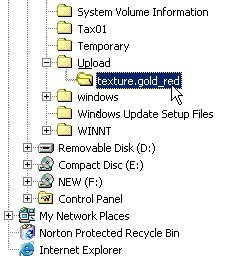 System Volume Information
Tax01
Temporary
Upload
texture.gold_red
windows
Windows Update Setup Files
WINNT
Removable Disk (D:)
Compact Disc (E:)
NEW (F:)
Control Panel
My Network Places
Norton Protected Recycle Bin
Internet Explorer